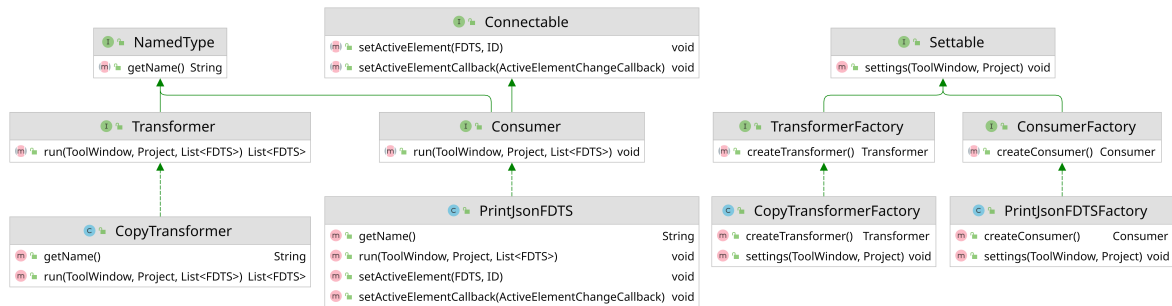 NamedType
getName() String
Connectable
setActiveElement(FDTS, ID) void
setActiveElementCallback(ActiveElementChangeCallback) void
Settable
settings(ToolWindow, Project) void
Transformer
run(ToolWindow, Project, List<FDTS>) List<FDTS>
Consumer
run(ToolWindow, Project, List<FDTS>) void
TransformerFactory
createTransformer() Transformer
ConsumerFactory
createConsumer() Consumer
CopyTransformer
getName() String
run(ToolWindow, Project, List<FDTS>) List<FDTS>
PrintJsonFDTS
getName() String
run(ToolWindow, Project, List<FDTS>) void
setActiveElement(FDTS, ID) void
setActiveElementCallback(ActiveElementChangeCallback) void
CopyTransformerFactory
createTransformer() Transformer
settings(ToolWindow, Project) void
PrintJsonFDTSFactory
createConsumer() Consumer
settings(ToolWindow, Project) void